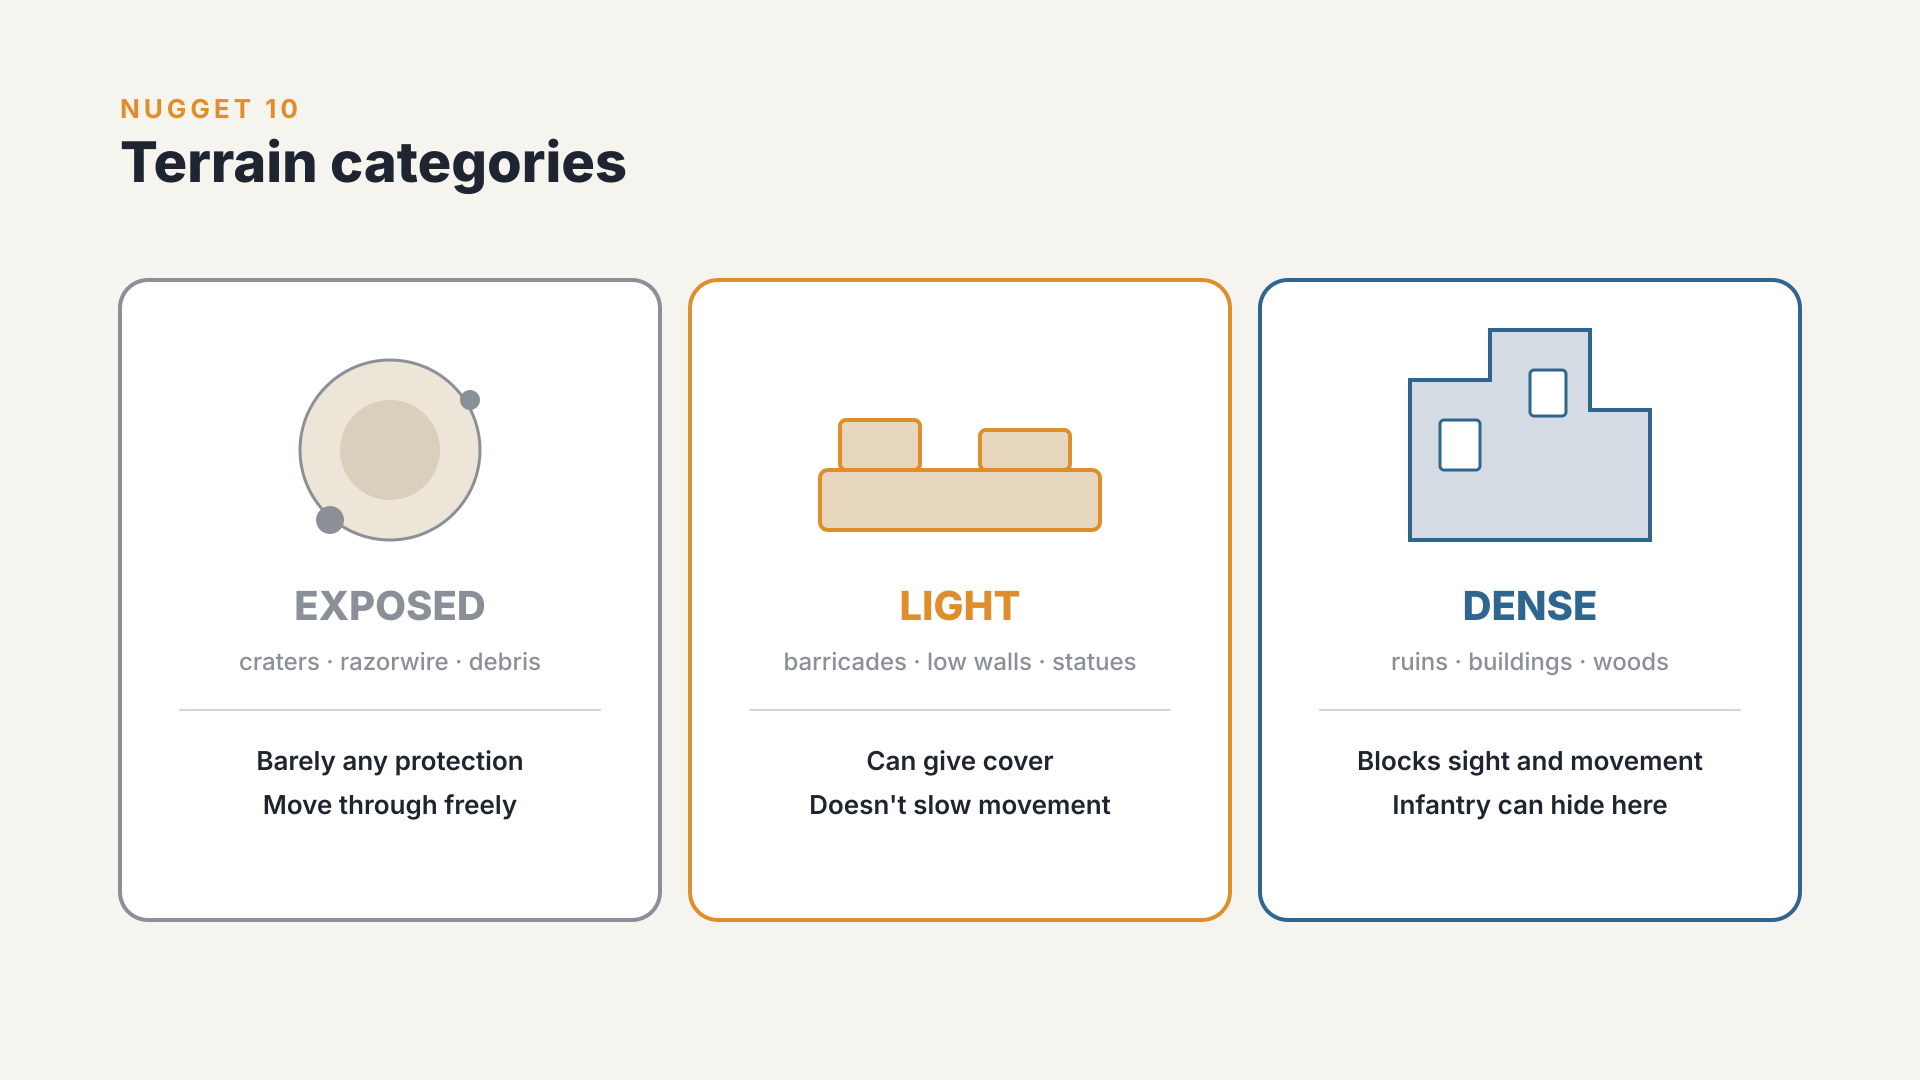 NUGGET 10
Terrain categories
EXPOSED
craters · razorwire · debris
Barely any protection
Move through freely
LIGHT
barricades · low walls · statues
Can give cover
Doesn't slow movement
DENSE
ruins · buildings · woods
Blocks sight and movement
Infantry can hide here